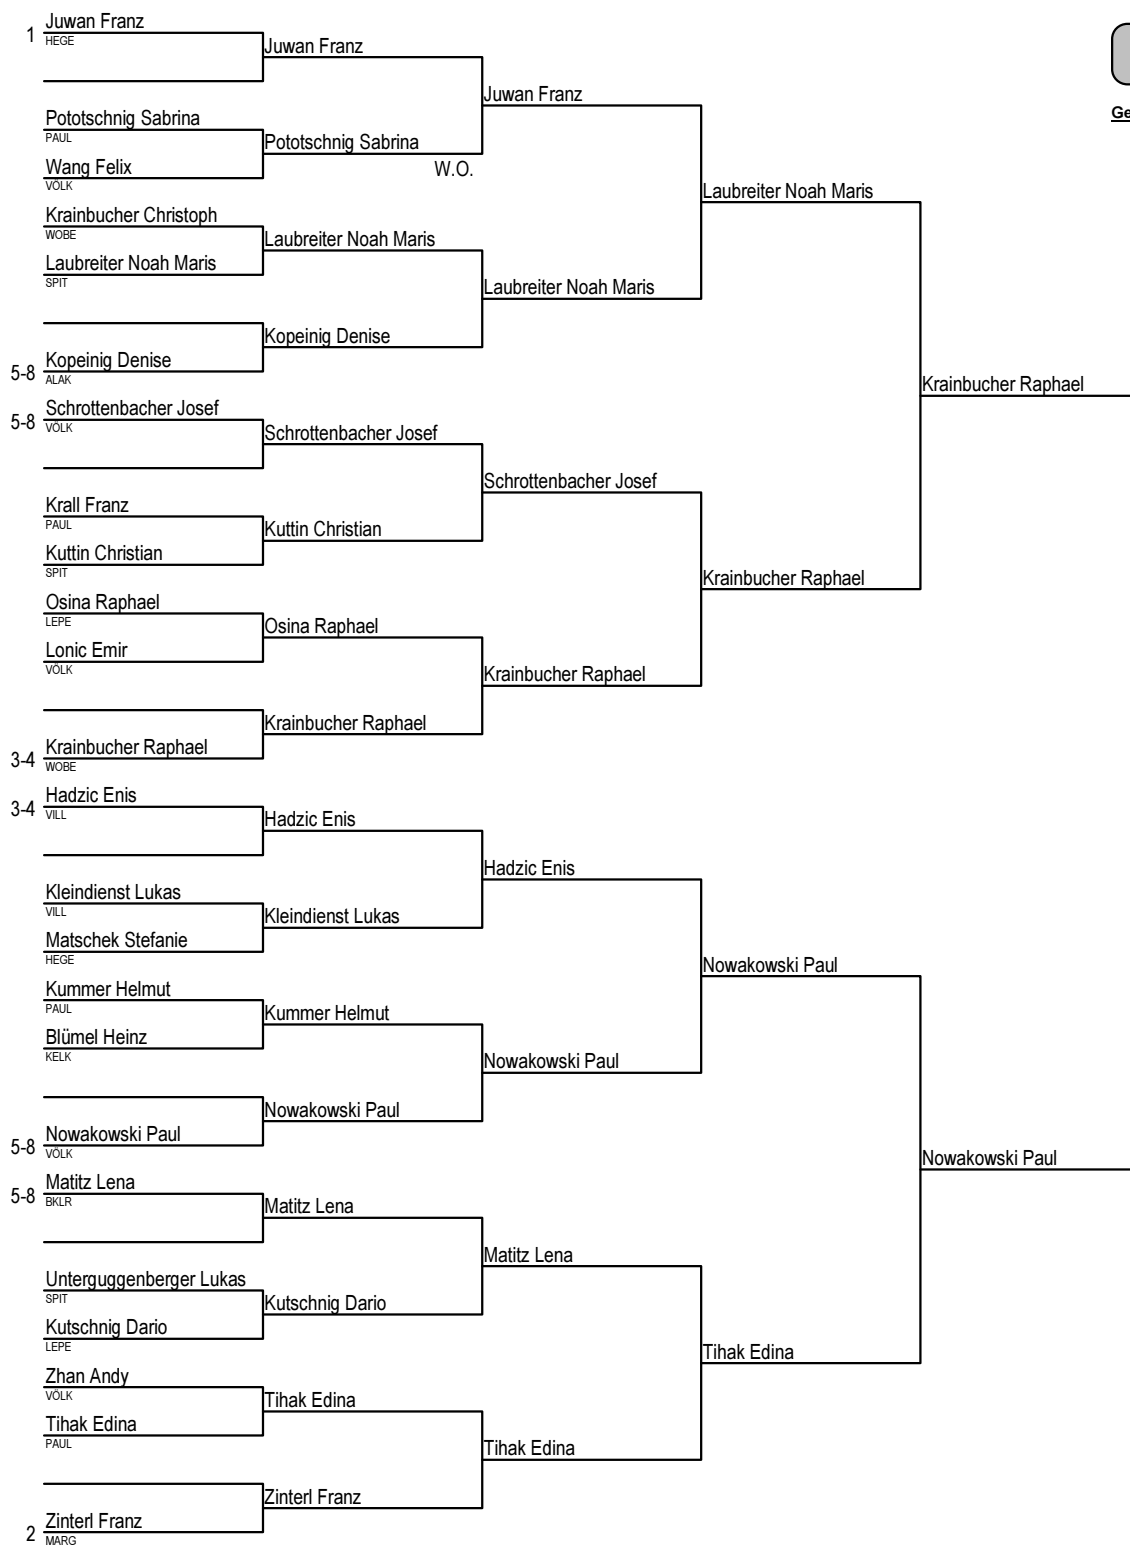 Juwan Franz
1
HEGE
Juwan Franz
Juwan Franz
Ge
Pototschnig Sabrina
PAUL
Pototschnig Sabrina
W.O.
Wang Felix
VÖLK
Laubreiter Noah Maris
Krainbucher Christoph
WOBE
Laubreiter Noah Maris
Laubreiter Noah Maris
SPIT
Laubreiter Noah Maris
Kopeinig Denise
Kopeinig Denise
5-8
ALAK
Krainbucher Raphael
Schrottenbacher Josef
5-8
VÖLK
Schrottenbacher Josef
Schrottenbacher Josef
Krall Franz
PAUL
Kuttin Christian
Kuttin Christian
SPIT
Krainbucher Raphael
Osina Raphael
LEPE
Osina Raphael
Lonic Emir
VÖLK
Krainbucher Raphael
Krainbucher Raphael
Krainbucher Raphael
3-4
WOBE
Hadzic Enis
3-4
VILL
Hadzic Enis
Hadzic Enis
Kleindienst Lukas
VILL
Kleindienst Lukas
Matschek Stefanie
HEGE
Nowakowski Paul
Kummer Helmut
PAUL
Kummer Helmut
Blümel Heinz
KELK
Nowakowski Paul
Nowakowski Paul
Nowakowski Paul
5-8
VÖLK
Nowakowski Paul
Matitz Lena
5-8
BKLR
Matitz Lena
Matitz Lena
Unterguggenberger Lukas
SPIT
Kutschnig Dario
Kutschnig Dario
LEPE
Tihak Edina
Zhan Andy
VÖLK
Tihak Edina
Tihak Edina
PAUL
Tihak Edina
Zinterl Franz
Zinterl Franz
2
MARG